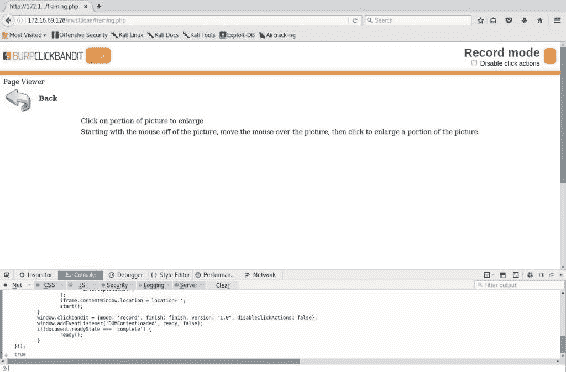 http://172.1.../framing.php
172.16.69.128/mutillidae/framing.php
Search
Most Visited
Offensive Security
Kali Linux
Kali Docs
Kali Tools
Exploit-DB
Aircrack-ng
BURPCLICKBANDIT
Record mode
Disable click actions
Page Viewer
Back
Click on portion of picture to enlarge
Starting with the mouse off of the picture, move the mouse over the picture, then click to enlarge a portion of the picture.
Inspector
Console
Debugger
Style Editor
Performan...
Network
Net
CSS
JS
Security
Logging
Server
Clear
Filter output
};
iframe.contentWindow.location = location+'';
start();
}
window.clickbandit = {mode: 'record', finish: finish, version: '1.0', disableClickActions: false};
window.addEventListener('DOMContentLoaded', ready, false);
if(document.readyState === 'complete') {
ready();
}
}();
true